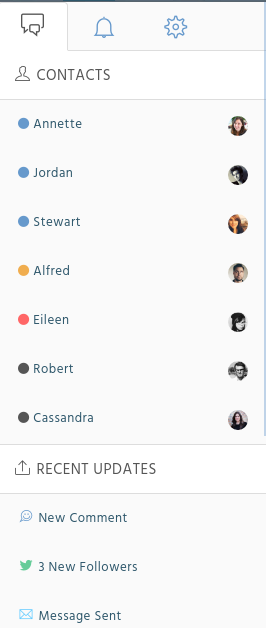 CONTACTS
Annette
Jordan
Stewart
Alfred
Eileen
Robert
Cassandra
RECENT UPDATES
New Comment
3 New Followers
Message Sent